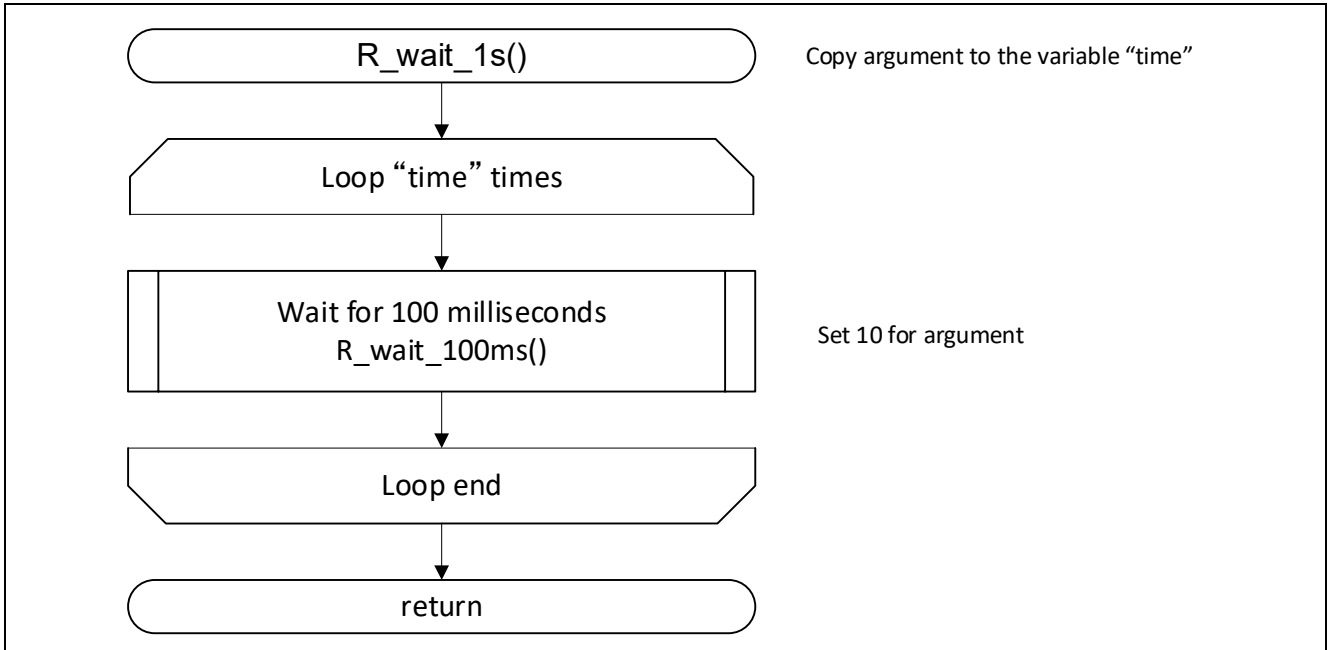 R_wait_1s()
Copy argument to the variable “time”
Loop “time” times
Wait for 100 milliseconds
R_wait_100ms()
Set 10 for argument
Loop end
return